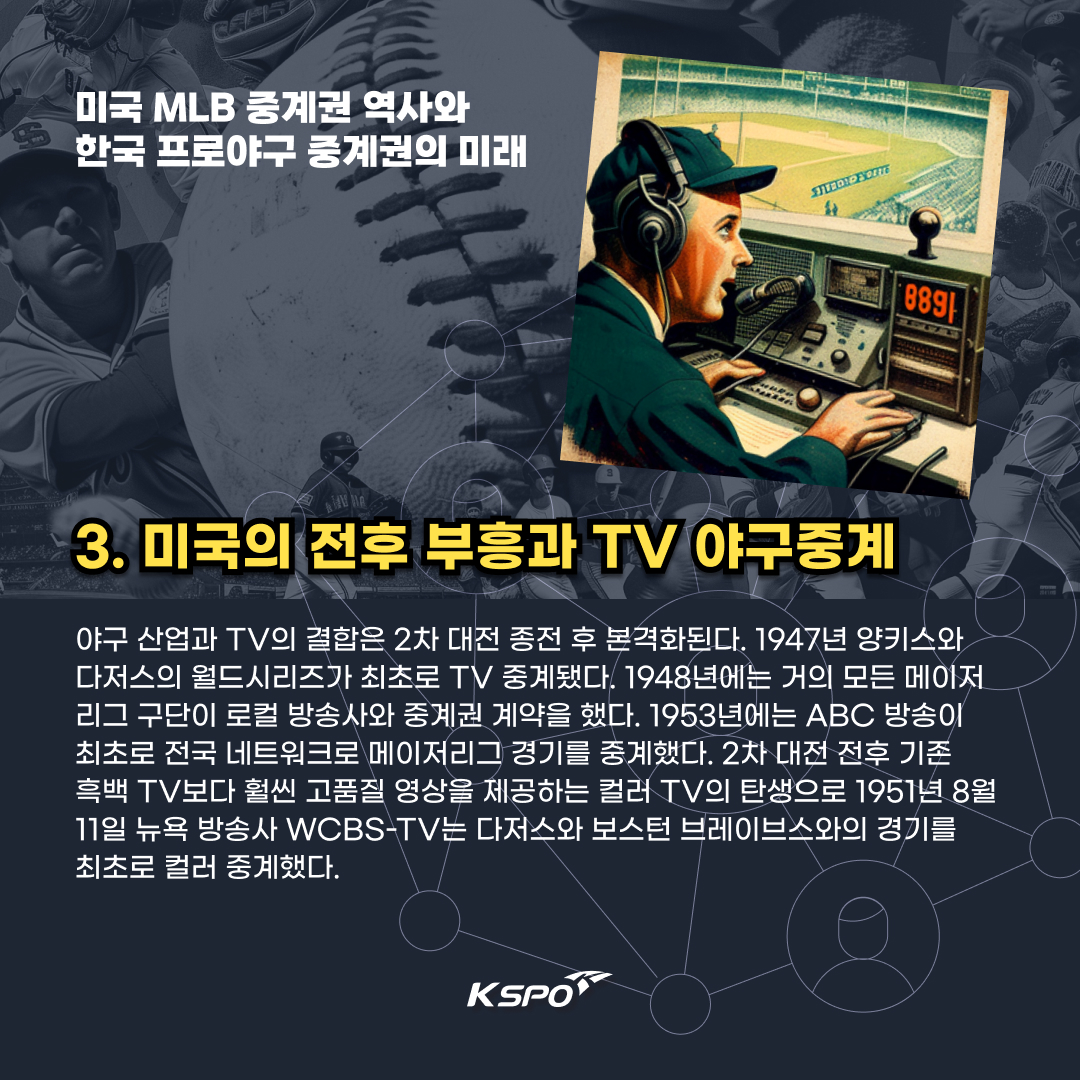 미국 MLB 중계권 역사와
한국 프로야구 중계권의 미래
3. 미국의 전후 부흥과 TV 야구중계
야구 산업과 TV의 결합은 2차 대전 종전 후 본격화된다. 1947년 양키스와
다저스의 월드시리즈가 최초로 TV 중계됐다. 1948년에는 거의 모든 메이저
리그 구단이 로컬 방송사와 중계권 계약을 했다. 1953년에는 ABC 방송이
최초로 전국 네트워크로 메이저리그 경기를 중계했다. 2차 대전 전후 기존
흑백 TV보다 훨씬 고품질 영상을 제공하는 컬러 TV의 탄생으로 1951년 8월
11일 뉴욕 방송사 WCBS-TV는 다저스와 보스턴 브레이브스와의 경기를
최초로 컬러 중계했다.
KSPO